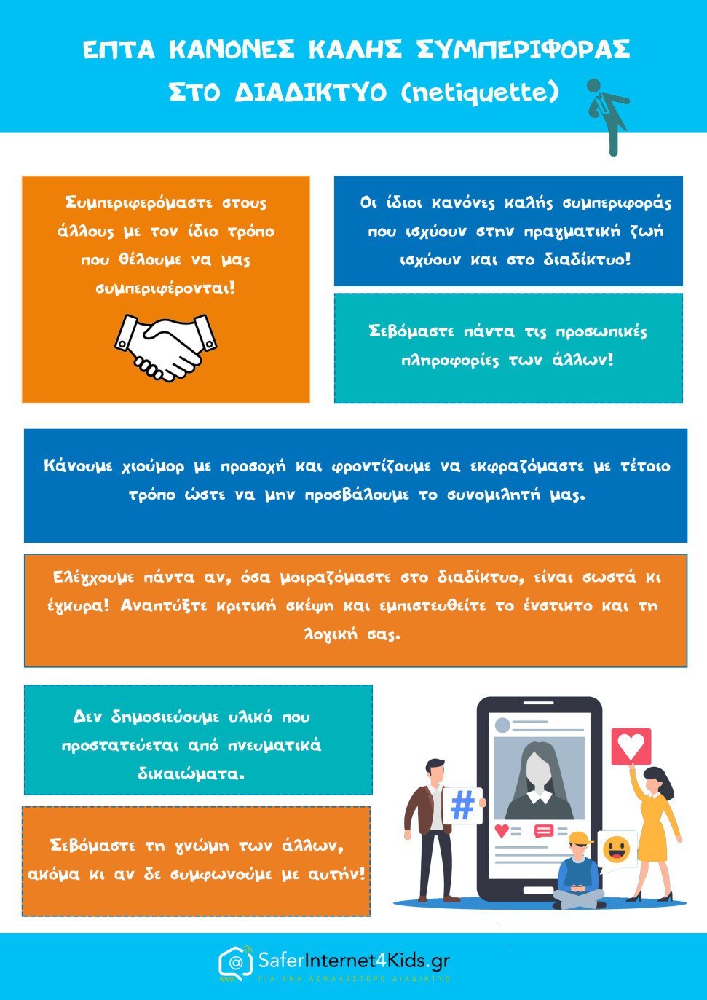 ΕΠΤΑ ΚΑΝΟΝΕΣ ΚΑΛΗΣ ΣΥΜΠΕΡΙΦΟΡΑΣ
ΣΤΟ ΔΙΑΔΙΚΤΥΟ (netiquette)
Συμπεριφερόμαστε στους
άλλους με τον ίδιο τρόπο
που θέλουμε να μας
συμπεριφέρονται!
Οι ίδιοι κανόνες καλής συμπεριφοράς
που ισχύουν στην πραγματική ζωή
ισχύουν και στο διαδίκτυο!
Σεβόμαστε πάντα τις προσωπικές
πληροφορίες των άλλων!
Κάνουμε χιούμορ με προσοχή και φροντίζουμε να εκφραζόμαστε με τέτοιο
τρόπο ώστε να μην προσβάλουμε το συνομιλητή μας.
Ελέγχουμε πάντα αν, όσα μοιραζόμαστε στο διαδίκτυο, είναι σωστά κι
έγκυρα! Αναπτύξτε κριτική σκέψη και εμπιστευθείτε το ένστικτο και τη
λογική σας.
Δεν δημοσιεύουμε υλικό που
προστατεύεται από πνευματικά
δικαιώματα.
#
Σεβόμαστε τη γνώμη των άλλων,
ακόμα κι αν δε συμφωνούμε με αυτήν!
@ SaferInternet4Kids.gr
www ΓΙΑ ΕΝΑ ΑΣΦΑΛΕΣΤΕΡΟ ΔΙΑΔΙΚΤΥΟ